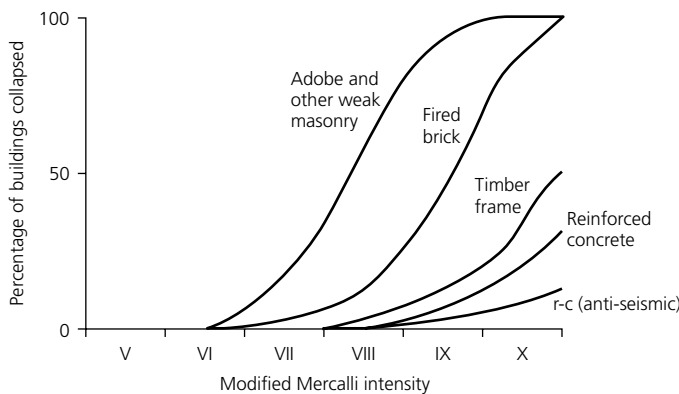 Percentage of buildings collapsed
100
50
0
Adobe and
other weak
masonry
Fired
brick
Timber
frame
Reinforced
concrete
r-c (anti-seismic)
V VI VII VIII IX X
Modified Mercalli intensity